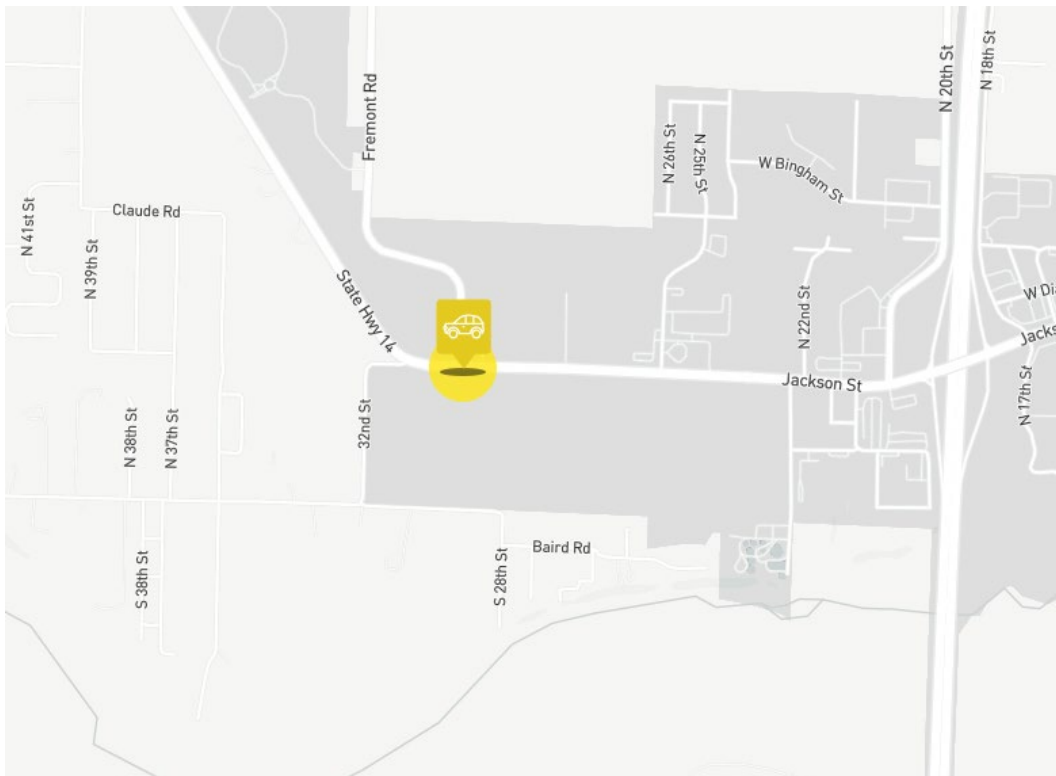 N 20th St
N 18th St
Fremont Rd
N 26th St
N 25th St
W Bingham St
Claude Rd
N 41st St
N 39th St
State Hwy 14
N 22nd St
W Dia
Jacks
Jackson St
N 17th St
32nd St
N 38th St
N 37th St
Baird Rd
S 38th St
S 28th St